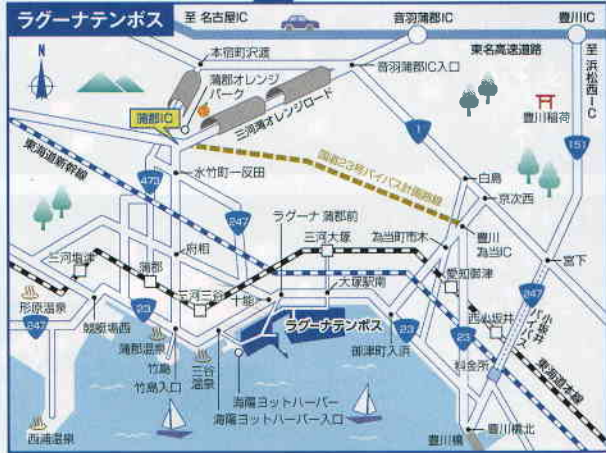 ラグーナテンボス
至 名古屋IC
音羽蒲郡IC
豊川IC
東名高速道路
至 浜松西IC
N
本宿町沢渡
蒲郡オレンジパーク
音羽蒲郡IC入口
三河湾オレンジロード
蒲郡IC
1
豊川稲荷
151
東海道新幹線
国道23号バイパス計画路線
473
水竹町一反田
白鳥
京次西
247
ラグーナ 蒲郡前
三河大塚
為当町市木
豊川為当IC
府相
三河塩津
蒲郡
宮下
愛知御津
形原温泉
三河三谷
十能
大塚駅南
247
小坂井バイパス
247
競艇場西
23
ラグーナテンボス
西小坂井
蒲郡温泉
23
23
竹島
三谷温泉
御津町入浜
料金所
東海道本線
竹島入口
海陽ヨットハーバー
海陽ヨットハーバー入口
西浦温泉
豊川橋
豊川橋北